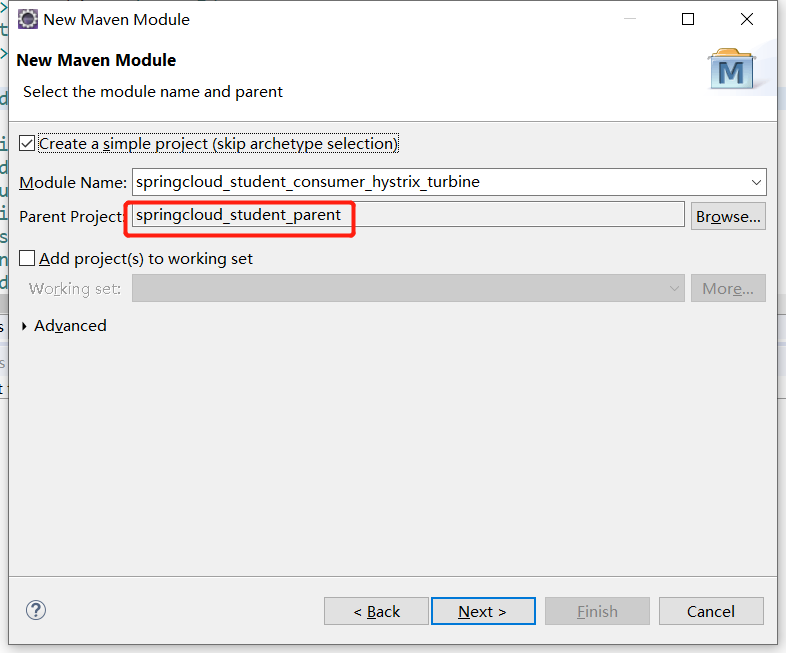 New Maven Module
New Maven Module
Select the module name and parent
M
Create a simple project (skip archetype selection)
Module Name: springcloud_student_consumer_hystrix_turbine
Parent Project: springcloud_student_parent Browse...
Add project(s) to working set
Working set: More...
Advanced
? < Back Next > Finish Cancel